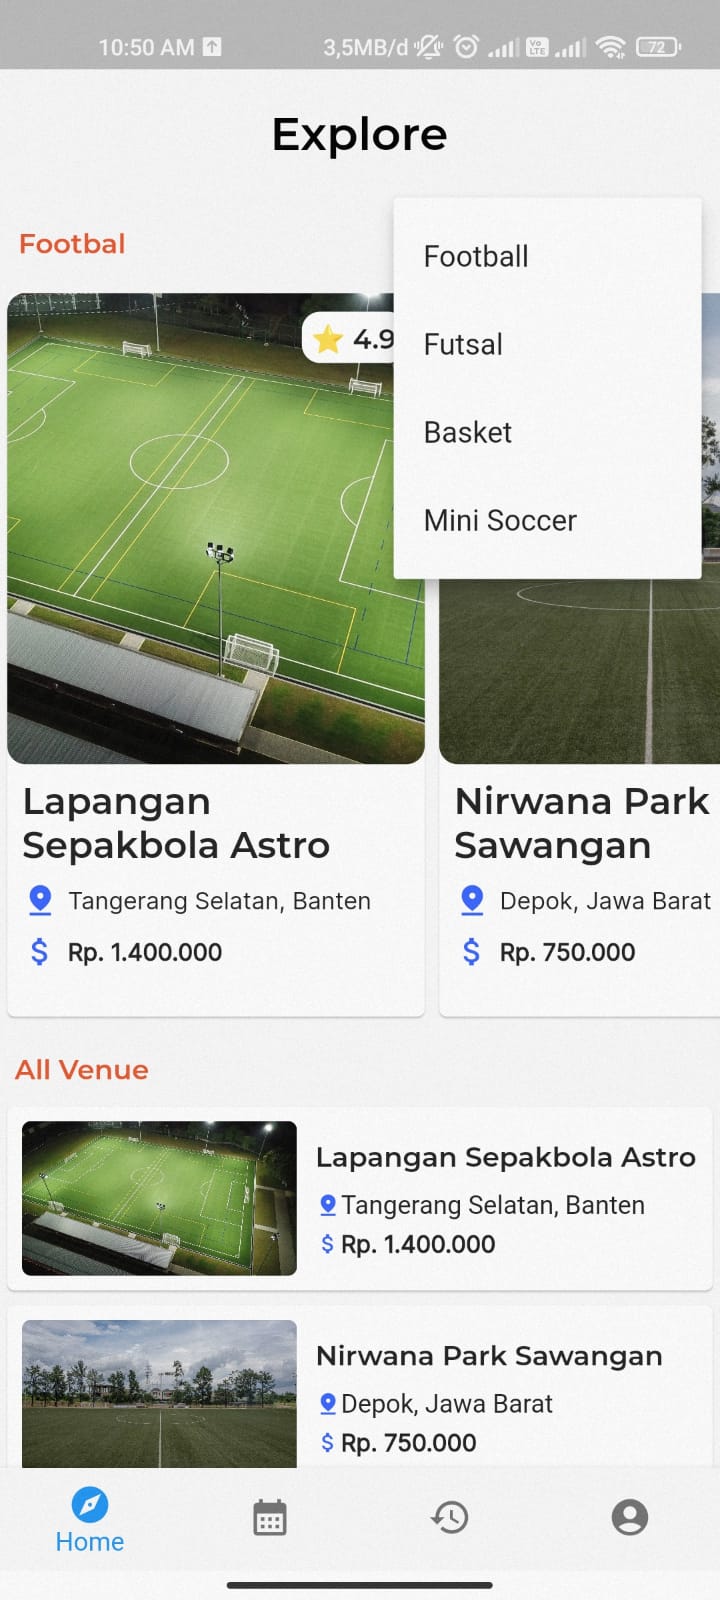 10:50 AM
3,5MB/d
Vo
LTE
72
Explore
Footbal
Football
Futsal
Basket
Mini Soccer
4.9
Lapangan
Sepakbola Astro
Tangerang Selatan, Banten
$ Rp. 1.400.000
Nirwana Park
Sawangan
Depok, Jawa Barat
$ Rp. 750.000
All Venue
Lapangan Sepakbola Astro
Tangerang Selatan, Banten
$ Rp. 1.400.000
Nirwana Park Sawangan
Depok, Jawa Barat
$ Rp. 750.000
Home